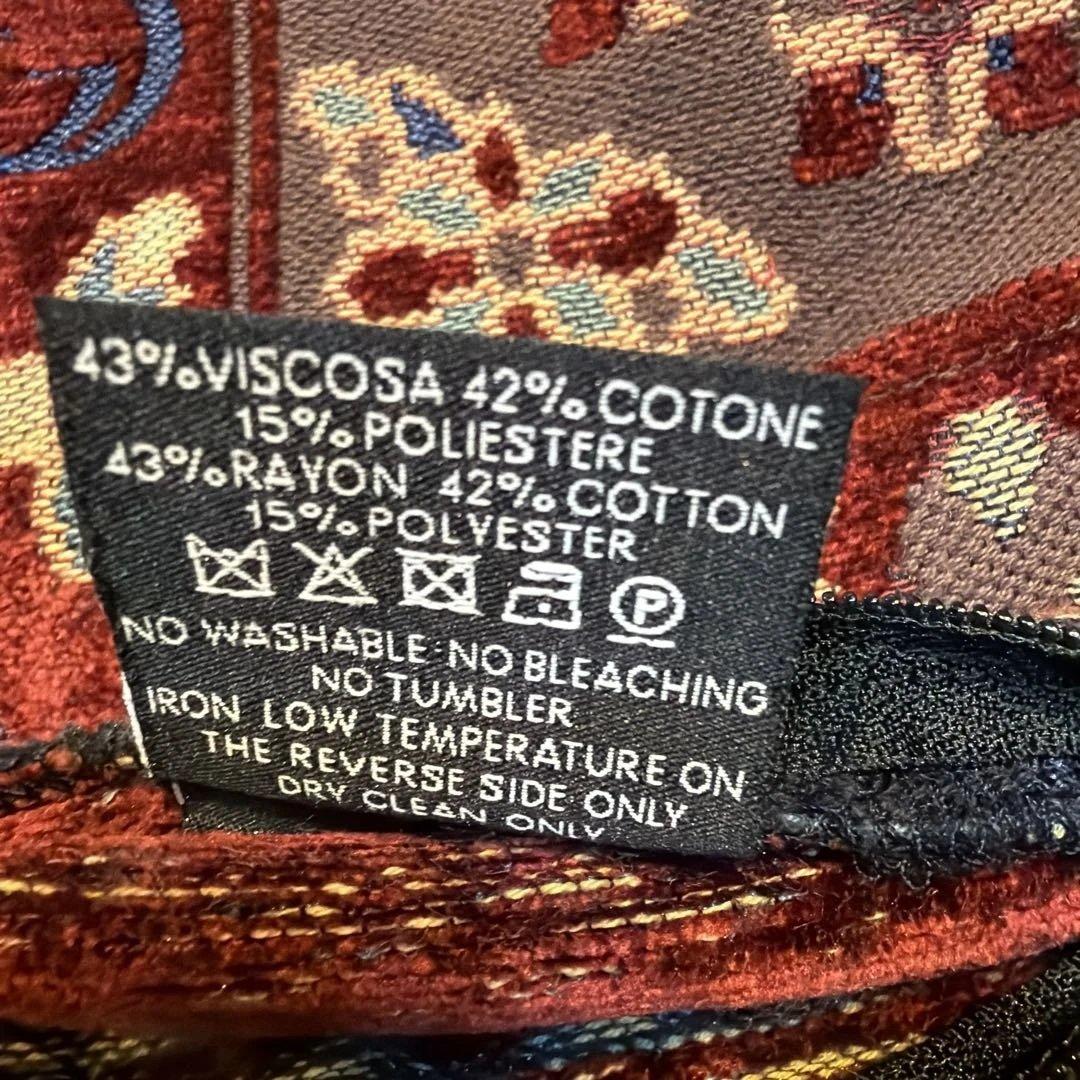 43%VISCOSA 42%COTONE
15%POLIESTERE
43%RAYON 42%COTTON
15%POLYESTER
P
NO WASHABLE NO BLEACHING
NO TUMBLER
IRON LOW TEMPERATURE ON
THE REVERSE SIDE ONLY
DRY CLEAN ONLY